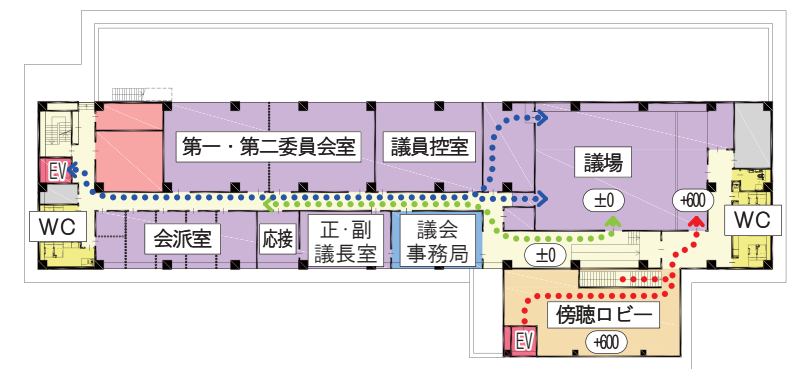 第一・第二委員会室
議員控室
議場
EV
±0
+600
WC
WC
会派室
応接
正・副
議長室
議会
事務局
±0
傍聴ロビー
EV
+600